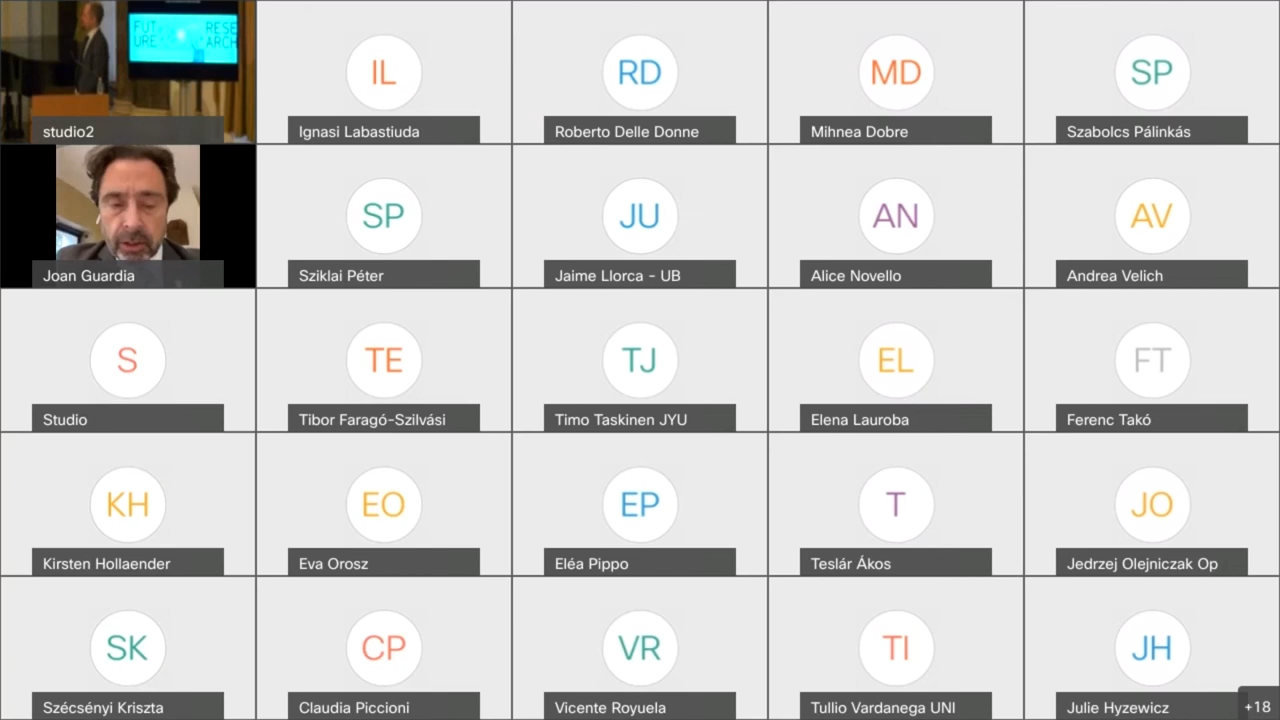 FUT RESE
URE ARCH
studio2
IL
Ignasi Labastiuda
RD
Roberto Delle Donne
MD
Mihnea Dobre
SP
Szabolcs Pálinkás
Joan Guardia
SP
Sziklai Péter
JU
Jaime Llorca - UB
AN
Alice Novello
AV
Andrea Velich
S
Studio
TE
Tibor Faragó-Szilvási
TJ
Timo Taskinen JYU
EL
Elena Lauroba
FT
Ferenc Takó
KH
Kirsten Hollaender
EO
Eva Orosz
EP
Eléa Pippo
T
Teslár Ákos
JO
Jedrzej Olejniczak Op
SK
Szécsényi Kriszta
CP
Claudia Piccioni
VR
Vicente Royuela
TI
Tullio Vardanega UNI
JH
Julie Hyzewicz
+18